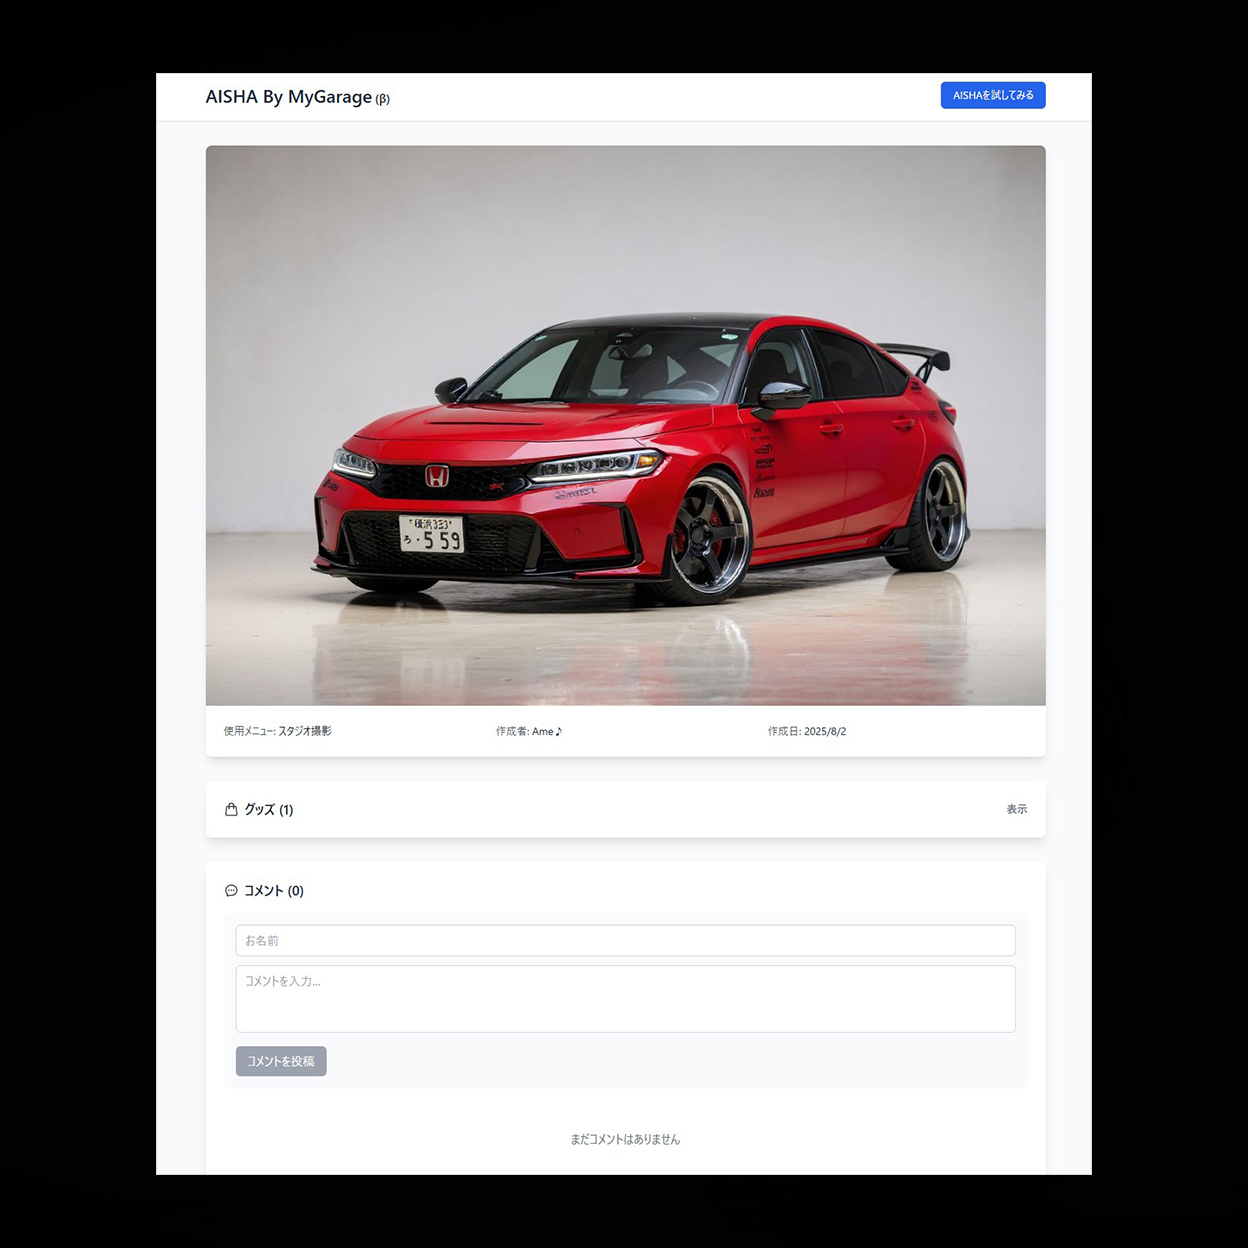 AISHA By MyGarage (β)
AISHAを試してみる
横浜 323
ろ・5 59
使用メニュー: スタジオ撮影
作成者: Ame♪
作成日: 2025/8/2
グッズ (1)
表示
コメント (0)
お名前
コメントを入力...
コメントを投稿
まだコメントはありません